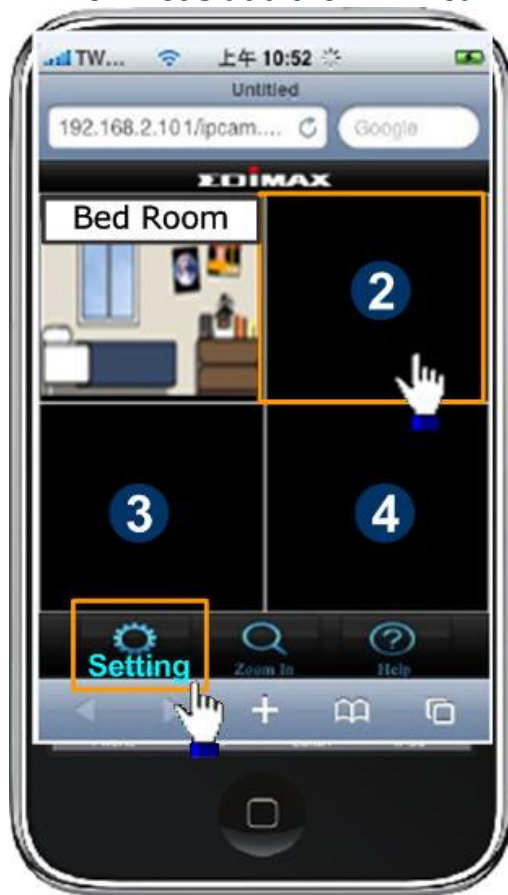 TW... 上午 10:52
Untitled
192.168.2.101/ipcam.... Google
EDIMAX
Bed Room
2
3
4
Setting Zoom In Help